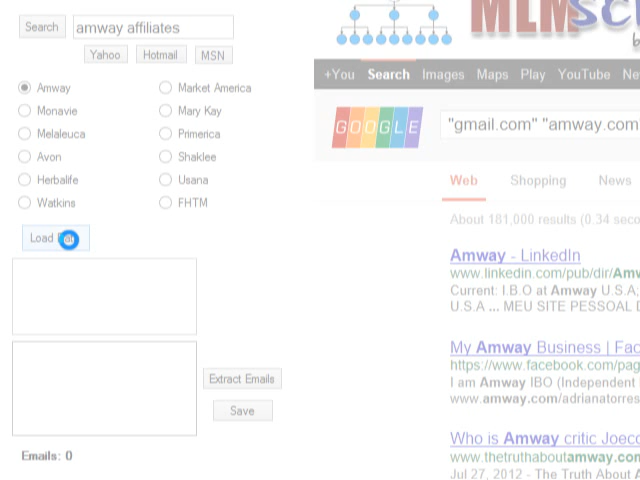 Search amway affiliates
Yahoo Hotmail MSN
Amway Market America
Monavie Mary Kay
Melaleuca Primerica
Avon Shaklee
Herbalife Usana
Watkins FHTM
Load
Extract Emails
Save
Emails: 0
MLM
+You Search Images Maps Play YouTube Ne
GOOGLE "gmail.com" "amway.com"
Web Shopping News
About 181,000 results (0.34 seco
Amway - LinkedIn
www.linkedin.com/pub/dir/Amw
Current: I.B.O at Amway U.S.A;
U.S.A ... MEU SITE PESSOAL
My Amway Business | Fac
https://www.facebook.com/pag
I am Amway IBO (Independent
www.amway.com/adrianatorres
Who is Amway critic Joeco
www.thetruthaboutamway.com
Jul 27, 2012 - The Truth About A